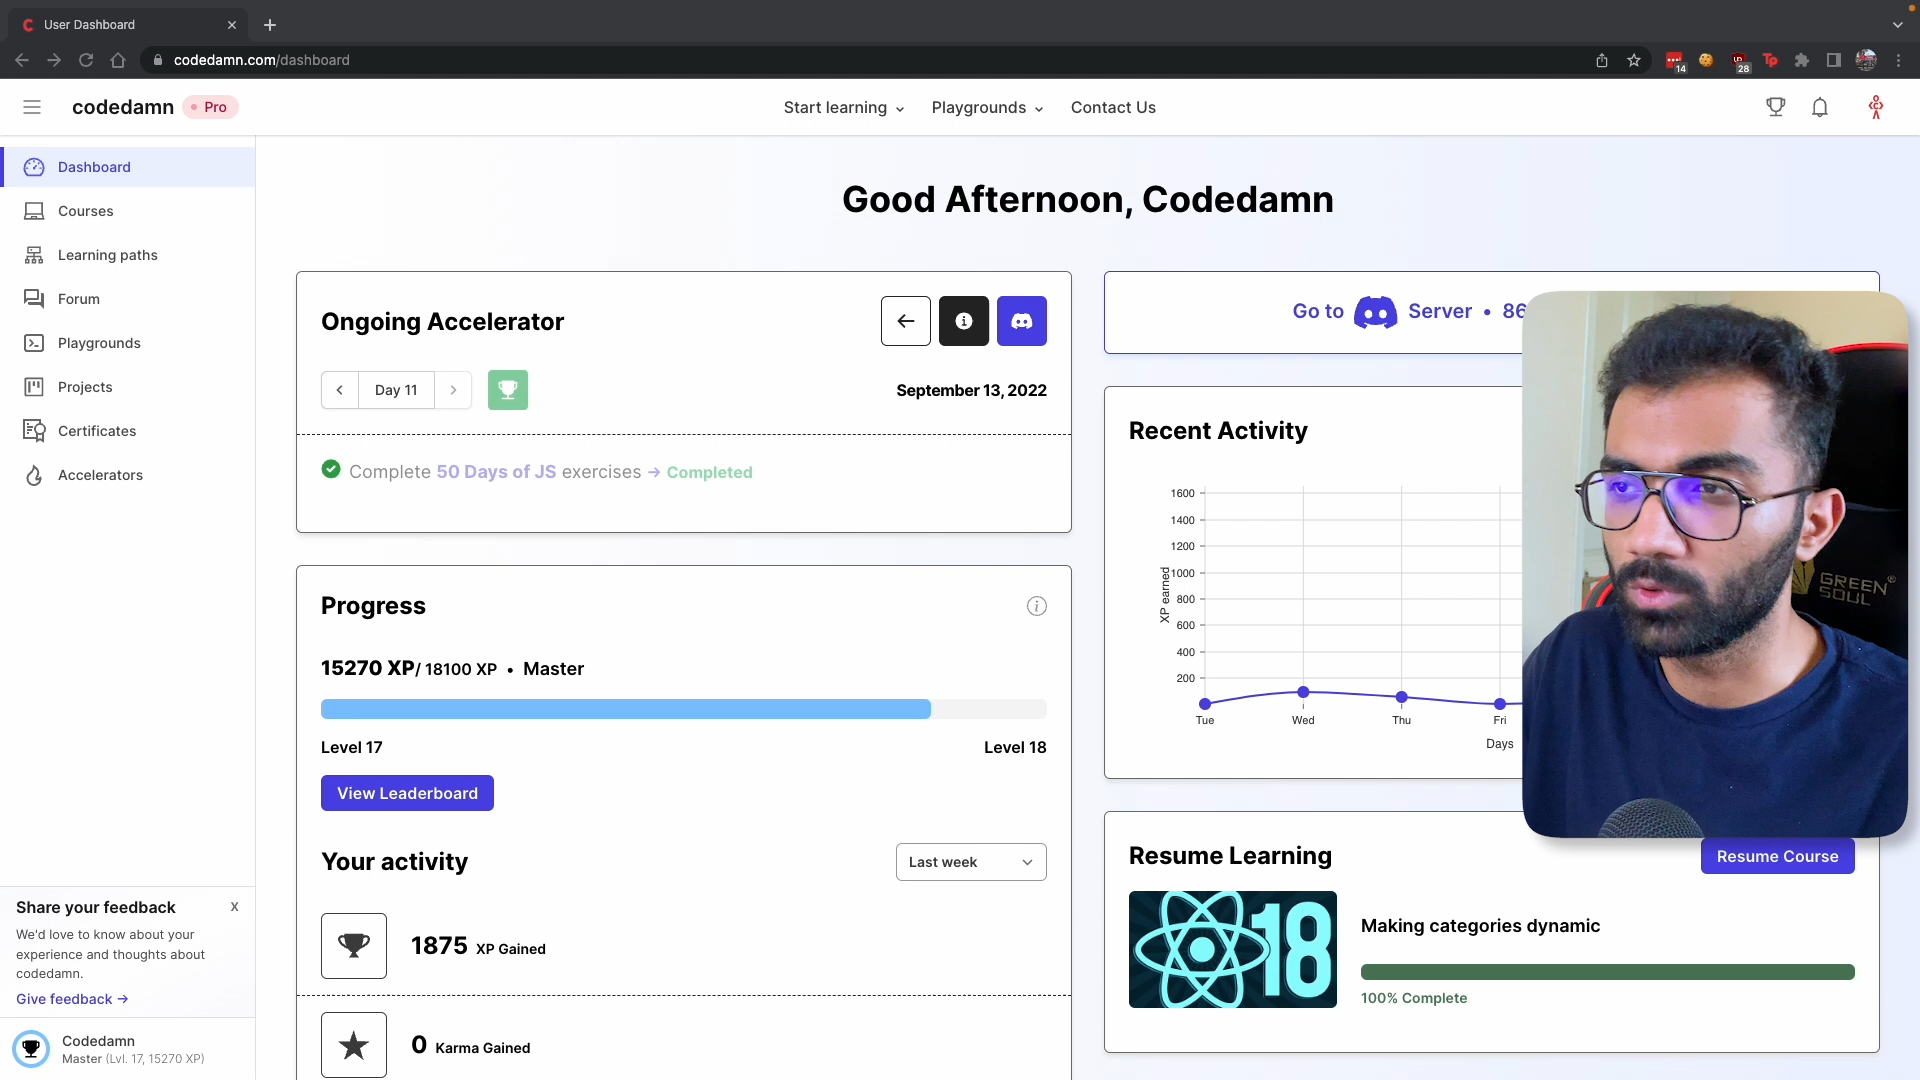 User Dashboard
codedamn.com/dashboard
14
28
codedamn
Pro
Start learning
Playgrounds
Contact Us
Dashboard
Courses
Learning paths
Forum
Playgrounds
Projects
Certificates
Accelerators
Share your feedback
X
We'd love to know about your
experience and thoughts about
codedamn.
Give feedback →
Codedamn
Master (Lvl. 17, 15270 XP)
Good Afternoon, Codedamn
Ongoing Accelerator
Day 11
September 13, 2022
Complete 50 Days of JS exercises → Completed
Progress
15270 XP/ 18100 XP • Master
Level 17
Level 18
View Leaderboard
Your activity
Last week
1875 XP Gained
0 Karma Gained
Go to Server • 86
Recent Activity
1600
1400
1200
1000
800
600
400
200
XP earned
Tue
Wed
Thu
Fri
Days
GREEN
SOUL
Resume Learning
Resume Course
18
Making categories dynamic
100% Complete